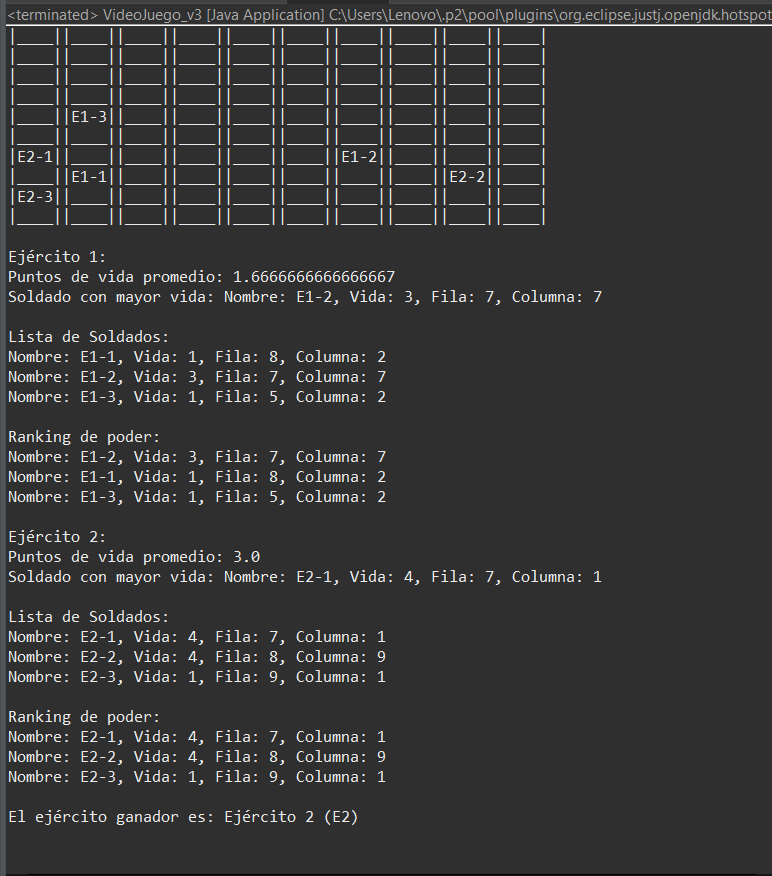 <terminated> VideoJuego_v3 [Java Application] C:\Users\Lenovo\.p2\pool\plugins\org.eclipse.justj.openjdk.hotspot
|____||____||____||____||____||____||____||____||____||____|
|____||____||____||____||____||____||____||____||____||____|
|____||____||____||____||____||____||____||____||____||____|
|____||____||____||____||____||____||____||____||____||____|
|____||E1-3||____||____||____||____||____||____||____||____|
|____||____||____||____||____||____||____||____||____||____|
|E2-1||____||____||____||____||____||E1-2||____||____||____|
|____||E1-1||____||____||____||____||____||____||E2-2||____|
|E2-3||____||____||____||____||____||____||____||____||____|
|____||____||____||____||____||____||____||____||____||____|
Ejército 1:
Puntos de vida promedio: 1.6666666666666667
Soldado con mayor vida: Nombre: E1-2, Vida: 3, Fila: 7, Columna: 7
Lista de Soldados:
Nombre: E1-1, Vida: 1, Fila: 8, Columna: 2
Nombre: E1-2, Vida: 3, Fila: 7, Columna: 7
Nombre: E1-3, Vida: 1, Fila: 5, Columna: 2
Ranking de poder:
Nombre: E1-2, Vida: 3, Fila: 7, Columna: 7
Nombre: E1-1, Vida: 1, Fila: 8, Columna: 2
Nombre: E1-3, Vida: 1, Fila: 5, Columna: 2
Ejército 2:
Puntos de vida promedio: 3.0
Soldado con mayor vida: Nombre: E2-1, Vida: 4, Fila: 7, Columna: 1
Lista de Soldados:
Nombre: E2-1, Vida: 4, Fila: 7, Columna: 1
Nombre: E2-2, Vida: 4, Fila: 8, Columna: 9
Nombre: E2-3, Vida: 1, Fila: 9, Columna: 1
Ranking de poder:
Nombre: E2-1, Vida: 4, Fila: 7, Columna: 1
Nombre: E2-2, Vida: 4, Fila: 8, Columna: 9
Nombre: E2-3, Vida: 1, Fila: 9, Columna: 1
El ejército ganador es: Ejército 2 (E2)